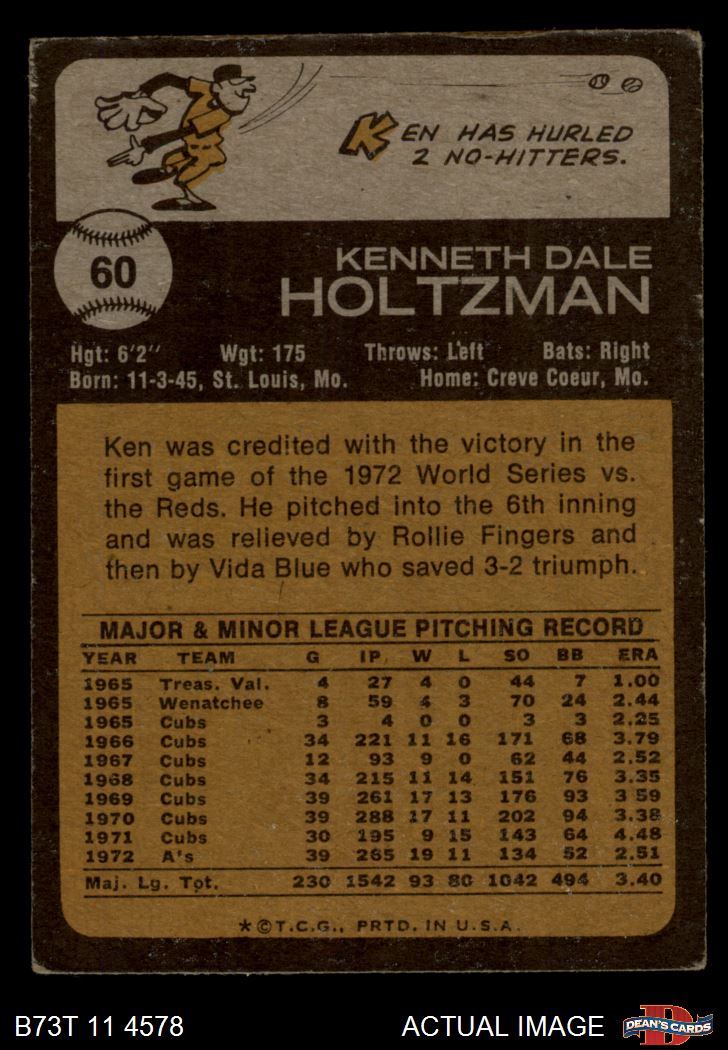 KEN HAS HURLED
2 NO-HITTERS.
60
KENNETH DALE
HOLTZMAN
Hgt: 6'2" Wgt: 175 Throws: Left Bats: Right
Born: 11-3-45, St. Louis, Mo. Home: Creve Coeur, Mo.
Ken was credited with the victory in the
first game of the 1972 World Series vs.
the Reds. He pitched into the 6th inning
and was relieved by Rollie Fingers and
then by Vida Blue who saved 3-2 triumph.
MAJOR & MINOR LEAGUE PITCHING RECORD
YEAR TEAM G IP W L SO BB ERA
1965 Treas. Val. 4 27 4 0 44 7 1.00
1965 Wenatchee 8 59 4 3 70 24 2.44
1965 Cubs 3 4 0 0 3 3 2.25
1966 Cubs 34 221 11 16 171 68 3.79
1967 Cubs 12 93 9 0 62 44 2.52
1968 Cubs 34 215 11 14 151 76 3.35
1969 Cubs 39 261 17 13 176 93 3 59
1970 Cubs 39 288 17 11 202 94 3.38
1971 Cubs 30 195 9 15 143 64 4.48
1972 A's 39 265 19 11 134 52 2.51
Maj. Lg. Tot. 230 1542 93 80 1042 494 3.40
*©T.C.G., PRTD. IN U.S.A.
B73T 11 4578 ACTUAL IMAGE D DEAN'S CARDS